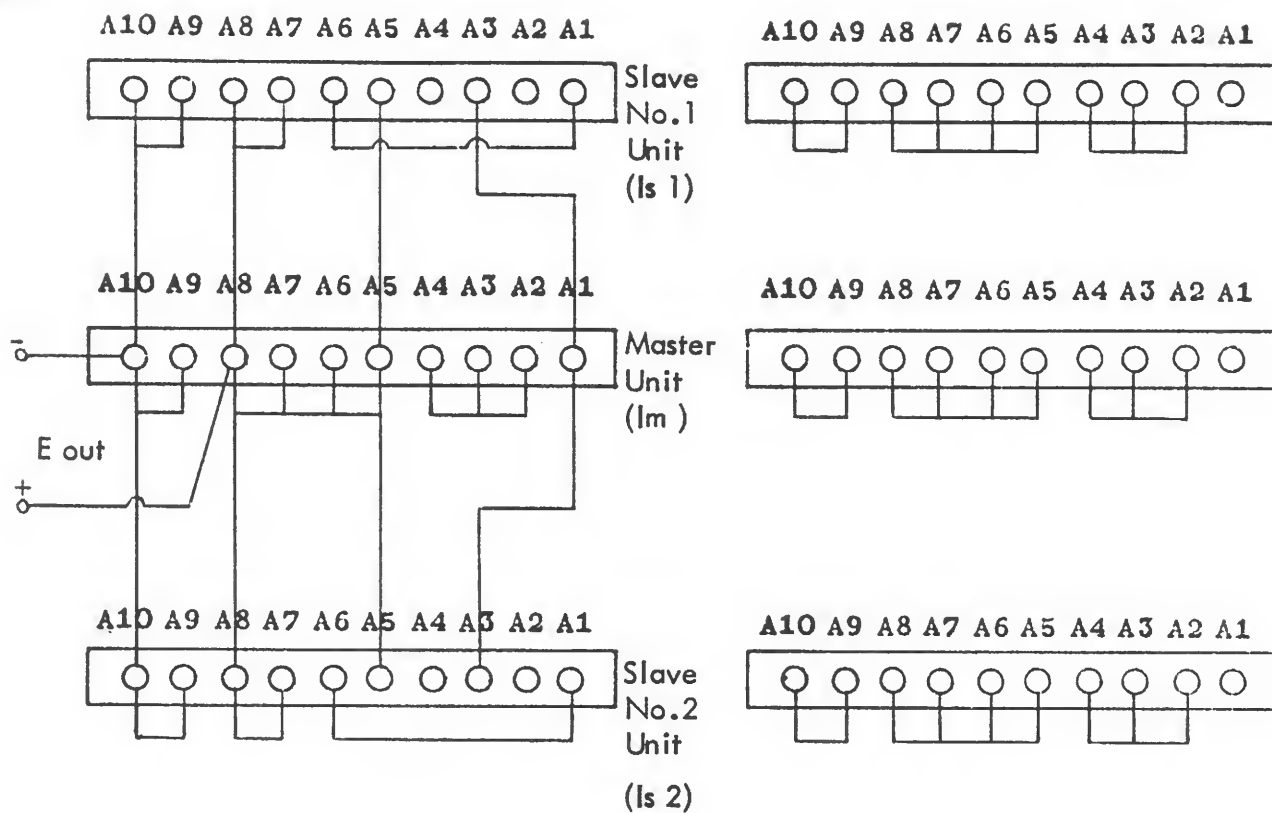 A10 A9 A8 A7 A6 A5 A4 A3 A2 A1
Slave
No.1
Unit
(Is 1)
A10 A9 A8 A7 A6 A5 A4 A3 A2 A1
A10 A9 A8 A7 A6 A5 A4 A3 A2 A1
Master
Unit
(Im )
A10 A9 A8 A7 A6 A5 A4 A3 A2 A1
-
E out
+
A10 A9 A8 A7 A6 A5 A4 A3 A2 A1
Slave
No.2
Unit
(Is 2)
A10 A9 A8 A7 A6 A5 A4 A3 A2 A1